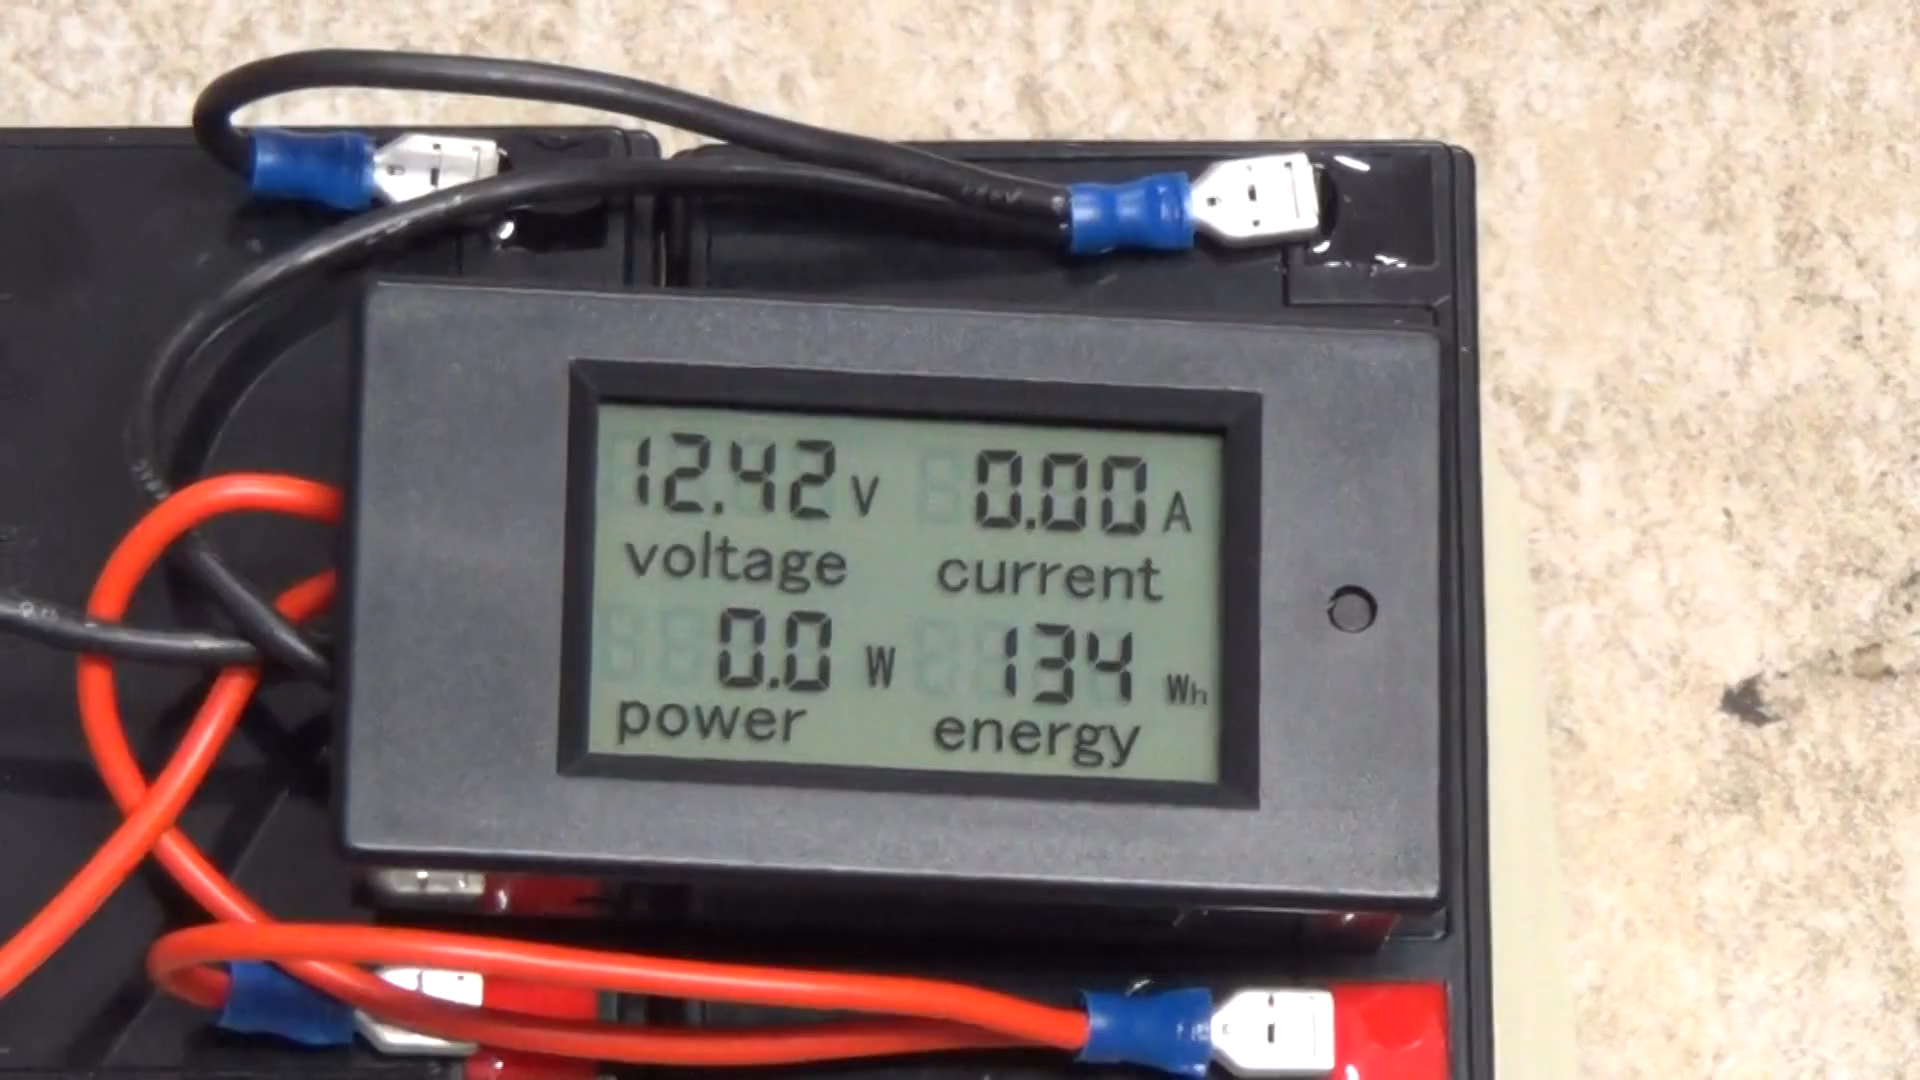 12.42 V 0.00 A
voltage current
0.0 W 134 Wh
power energy